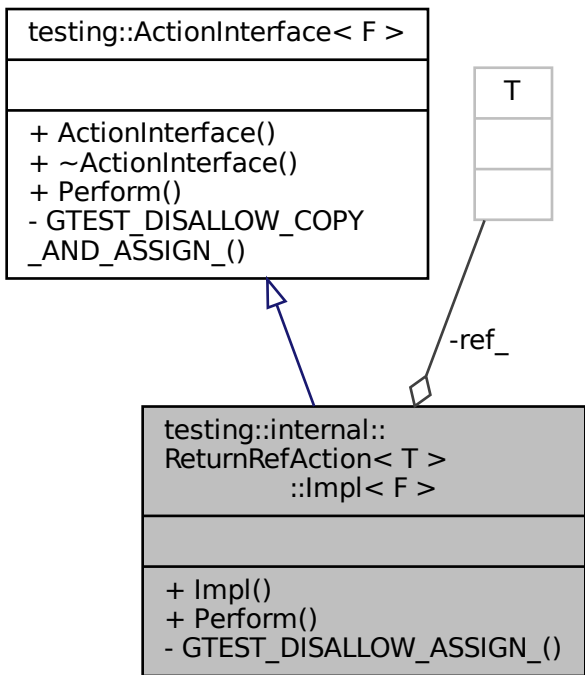 testing::ActionInterface< F >
+ ActionInterface()
+ ~ActionInterface()
+ Perform()
- GTEST_DISALLOW_COPY
_AND_ASSIGN_()
T
-ref_
testing::internal::
ReturnRefAction< T >
::Impl< F >
+ Impl()
+ Perform()
- GTEST_DISALLOW_ASSIGN_()